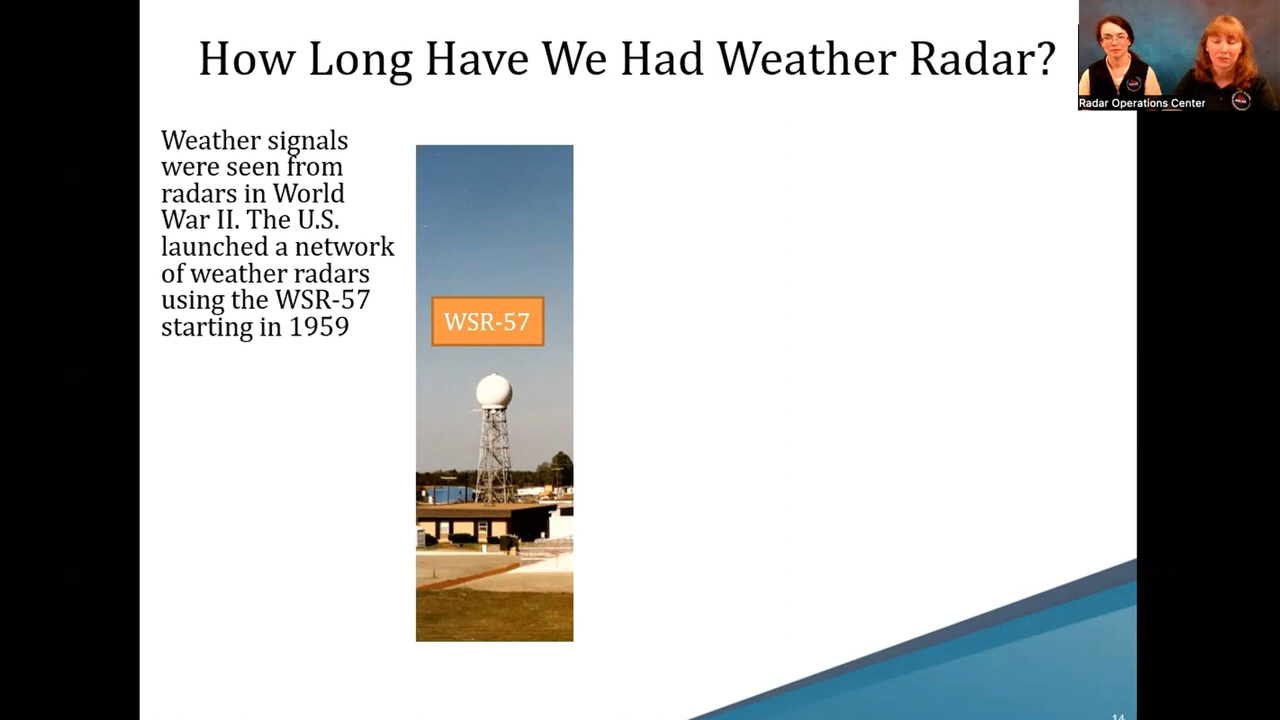 How Long Have We Had Weather Radar?
Radar Operations Center
Weather signals
were seen from
radars in World
War II. The U.S.
launched a network
of weather radars
using the WSR-57
starting in 1959
WSR-57
14